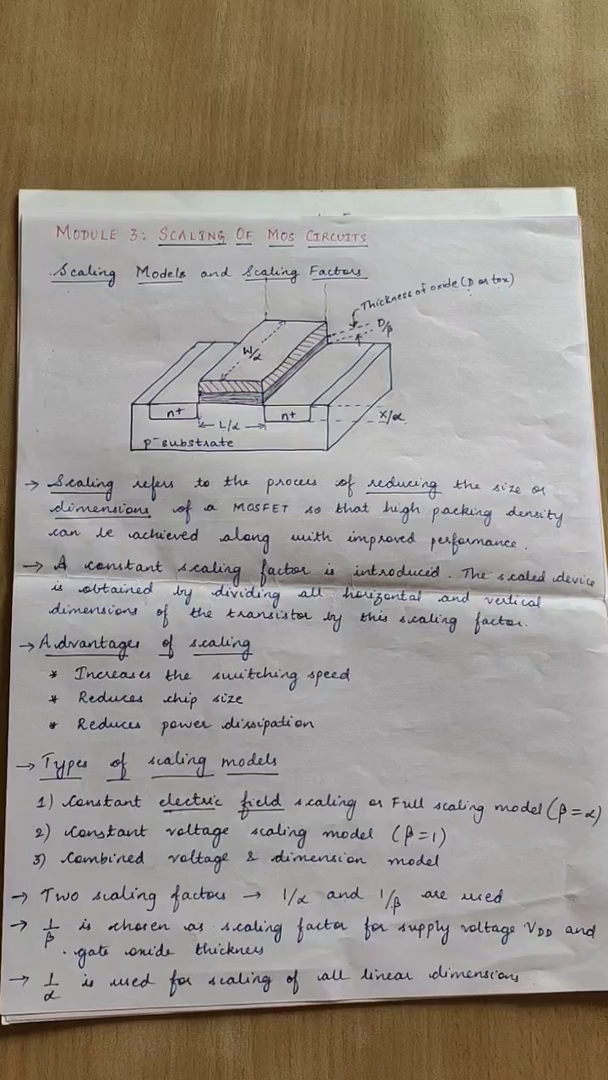 MODULE 3: SCALING OF MOS CIRCUITS
Scaling Models and Scaling Factors
Thickness of oxide (D or tox)
D/β
W/α
n+
L/α
n+
X/α
p-substrate
→ Scaling refers to the process of reducing the size or
dimensions of a MOSFET so that high packing density
can be achieved along with improved performance.
→ A constant scaling factor is introduced. The scaled device
is obtained by dividing all horizontal and vertical
dimensions of the transistor by this scaling factor.
→ Advantages of scaling
* Increases the switching speed
* Reduces chip size
* Reduces power dissipation
→ Types of scaling models
1) Constant electric field scaling or Full scaling model (β=α)
2) Constant voltage scaling model (β=1)
3) Combined voltage & dimension model
→ Two scaling factors → 1/α and 1/β are used
→ 1/β is chosen as scaling factor for supply voltage VDD and
gate oxide thickness
→ 1/α is used for scaling of all linear dimensions